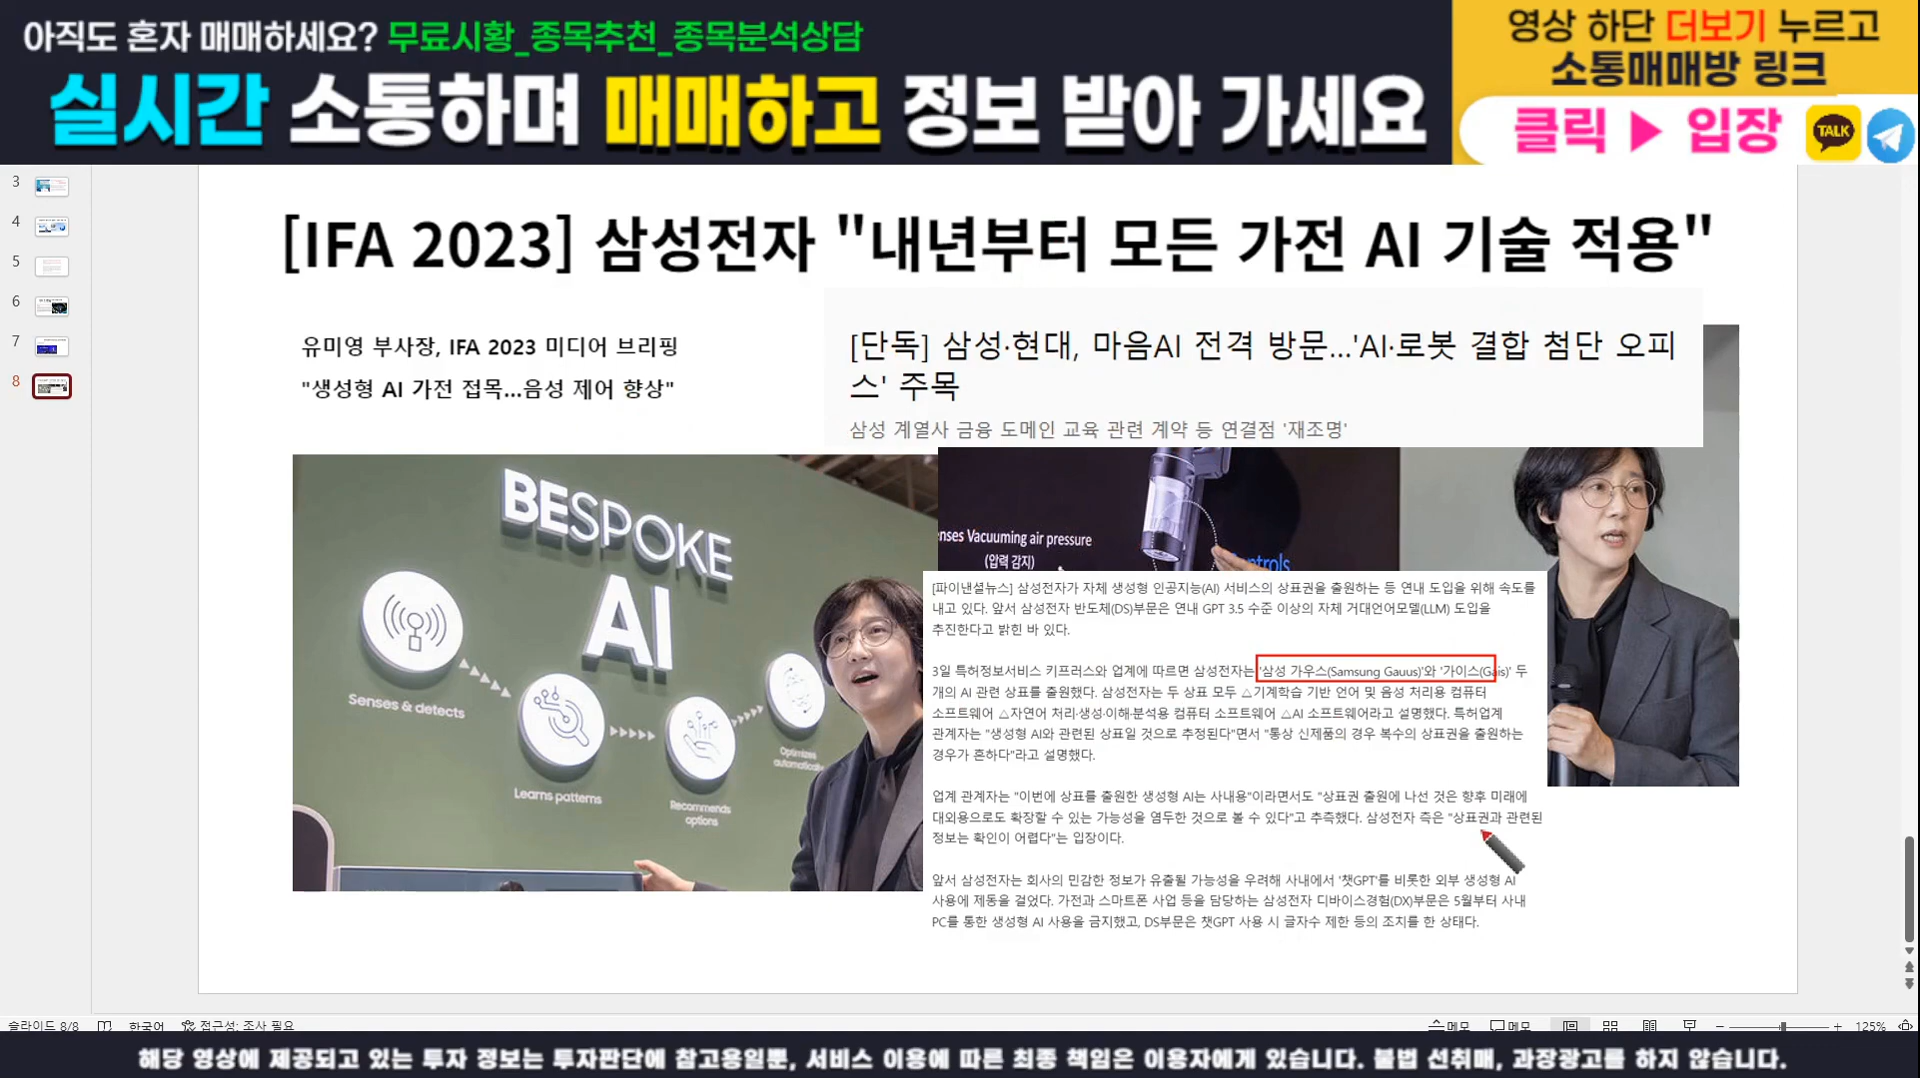 아직도 혼자 매매하세요? 무료시황_종목추천_종목분석상담
실시간 소통하며 매매하고 정보 받아 가세요
영상 하단 더보기 누르고
소통매매방 링크
클릭 ▶ 입장
TALK
3
4
5
6
7
8
[IFA 2023] 삼성전자 "내년부터 모든 가전 AI 기술 적용"
유미영 부사장, IFA 2023 미디어 브리핑
"생성형 AI 가전 접목...음성 제어 향상"
[단독] 삼성·현대, 마음AI 전격 방문...'AI·로봇 결합 첨단 오피
스' 주목
삼성 계열사 금융 도메인 교육 관련 계약 등 연결점 '재조명'
BESPOKE
AI
Senses & detects
Learns patterns
Recommends
options
Optimizes
automatically
enses Vacuuming air pressure
(압력 감지)
ontrols
[파이낸셜뉴스] 삼성전자가 자체 생성형 인공지능(AI) 서비스의 상표권을 출원하는 등 연내 도입을 위해 속도를
내고 있다. 앞서 삼성전자 반도체(DS)부문은 연내 GPT 3.5 수준 이상의 자체 거대언어모델(LLM) 도입을
추진한다고 밝힌 바 있다.
3일 특허정보서비스 키프러스와 업계에 따르면 삼성전자는 '삼성 가우스(Samsung Gauus)'와 '가이스(Gais)' 두
개의 AI 관련 상표를 출원했다. 삼성전자는 두 상표 모두 △기계학습 기반 언어 및 음성 처리용 컴퓨터
소프트웨어 △자연어 처리·생성·이해·분석용 컴퓨터 소프트웨어 △AI 소프트웨어라고 설명했다. 특허업계
관계자는 "생성형 AI와 관련된 상표일 것으로 추정된다"면서 "통상 신제품의 경우 복수의 상표권을 출원하는
경우가 흔하다"라고 설명했다.
업계 관계자는 "이번에 상표를 출원한 생성형 AI는 사내용"이라면서도 "상표권 출원에 나선 것은 향후 미래에
대외용으로도 확장할 수 있는 가능성을 염두한 것으로 볼 수 있다"고 추측했다. 삼성전자 측은 "상표권과 관련된
정보는 확인이 어렵다"는 입장이다.
앞서 삼성전자는 회사의 민감한 정보가 유출될 가능성을 우려해 사내에서 '챗GPT'를 비롯한 외부 생성형 AI
사용에 제동을 걸었다. 가전과 스마트폰 사업 등을 담당하는 삼성전자 디바이스경험(DX)부문은 5월부터 사내
PC를 통한 생성형 AI 사용을 금지했고, DS부문은 챗GPT 사용 시 글자수 제한 등의 조치를 한 상태다.
슬라이드 8/8 한국어 접근성: 조사 필요 메모 메모 125%
해당 영상에 제공되고 있는 투자 정보는 투자판단에 참고용일뿐, 서비스 이용에 따른 최종 책임은 이용자에게 있습니다. 불법 선취매, 과장광고를 하지 않습니다.